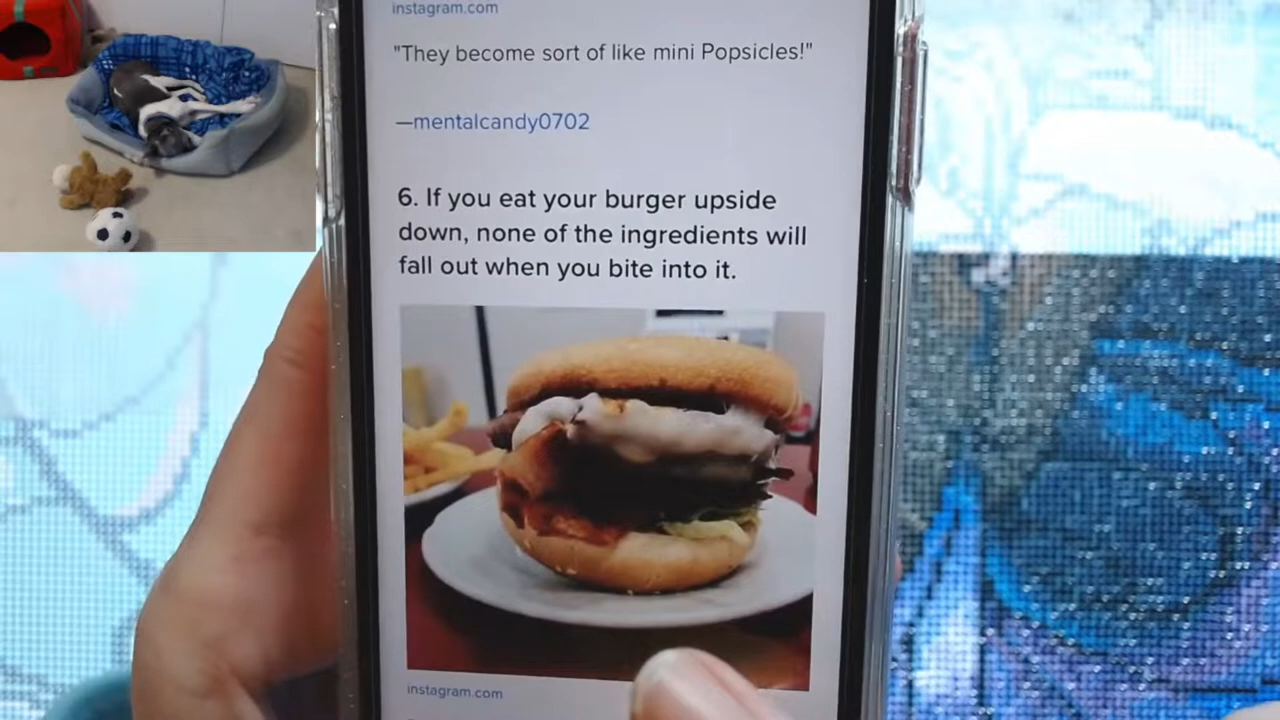 instagram.com
"They become sort of like mini Popsicles!"
—mentalcandy0702
6. If you eat your burger upside
down, none of the ingredients will
fall out when you bite into it.
instagram.com